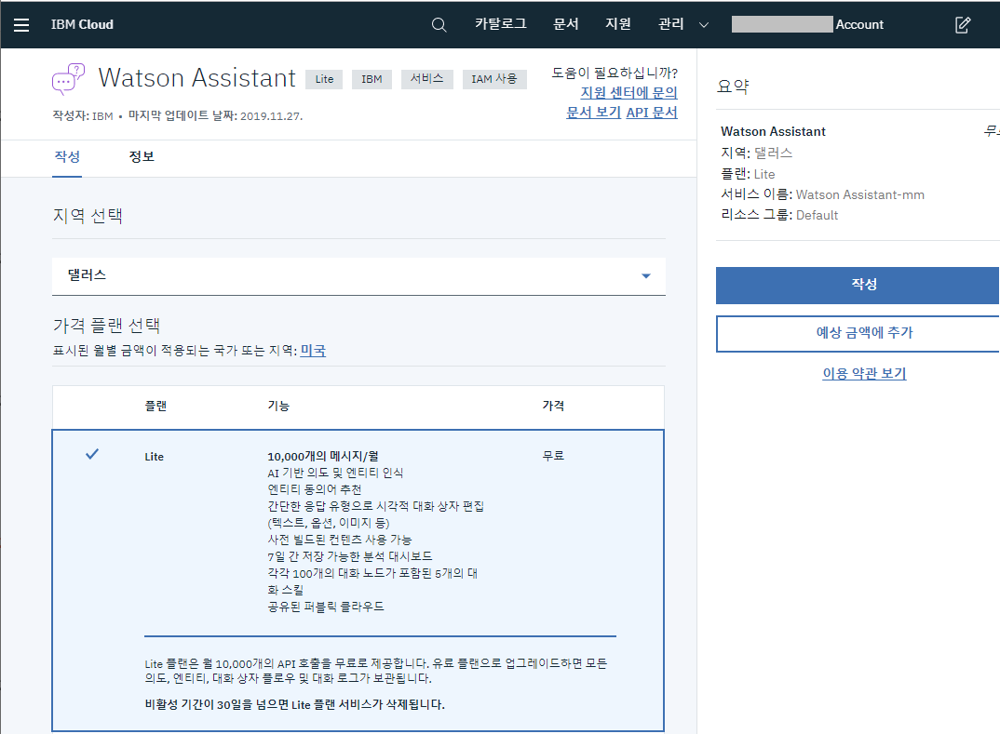 IBM Cloud 카탈로그 문서 지원 관리 Account
Watson Assistant Lite IBM 서비스 IAM 사용
작성자: IBM • 마지막 업데이트 날짜: 2019.11.27.
도움이 필요하십니까?
지원 센터에 문의
문서 보기 API 문서
작성 정보
지역 선택
댈러스
가격 플랜 선택
표시된 월별 금액이 적용되는 국가 또는 지역: 미국
플랜 기능 가격
Lite 10,000개의 메시지/월 무료
AI 기반 의도 및 엔티티 인식
엔티티 동의어 추천
간단한 응답 유형으로 시각적 대화 상자 편집
(텍스트, 옵션, 이미지 등)
사전 빌드된 컨텐츠 사용 가능
7일 간 저장 가능한 분석 대시보드
각각 100개의 대화 노드가 포함된 5개의 대
화 스킬
공유된 퍼블릭 클라우드
Lite 플랜은 월 10,000개의 API 호출을 무료로 제공합니다. 유료 플랜으로 업그레이드하면 모든
의도, 엔티티, 대화 상자 플로우 및 대화 로그가 보관됩니다.
비활성 기간이 30일을 넘으면 Lite 플랜 서비스가 삭제됩니다.
요약
Watson Assistant
지역: 댈러스
플랜: Lite
서비스 이름: Watson Assistant-mm
리소스 그룹: Default
작성
예상 금액에 추가
이용 약관 보기